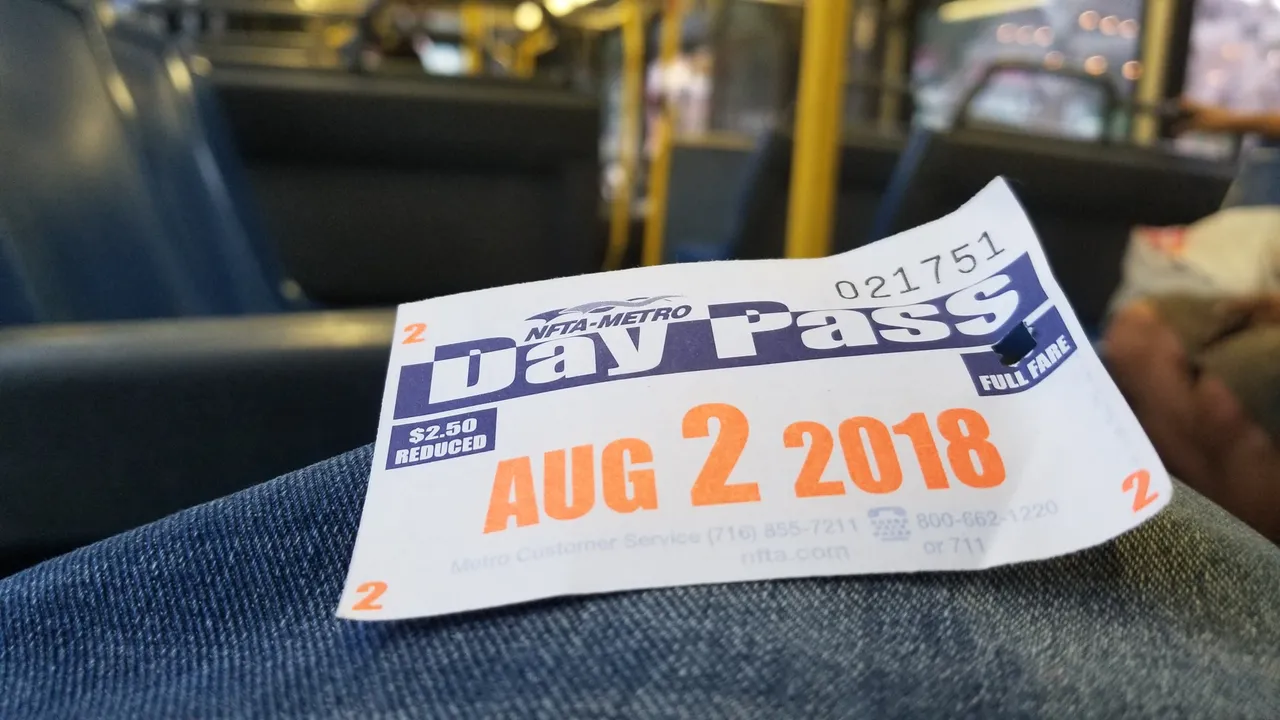 021751
NFTA-METRO
Day Pass
2
$2.50
REDUCED
FULL FARE
AUG 2 2018
Metro Customer Service (716) 855-7211 800-662-1220
nfta.com or 711
2
2